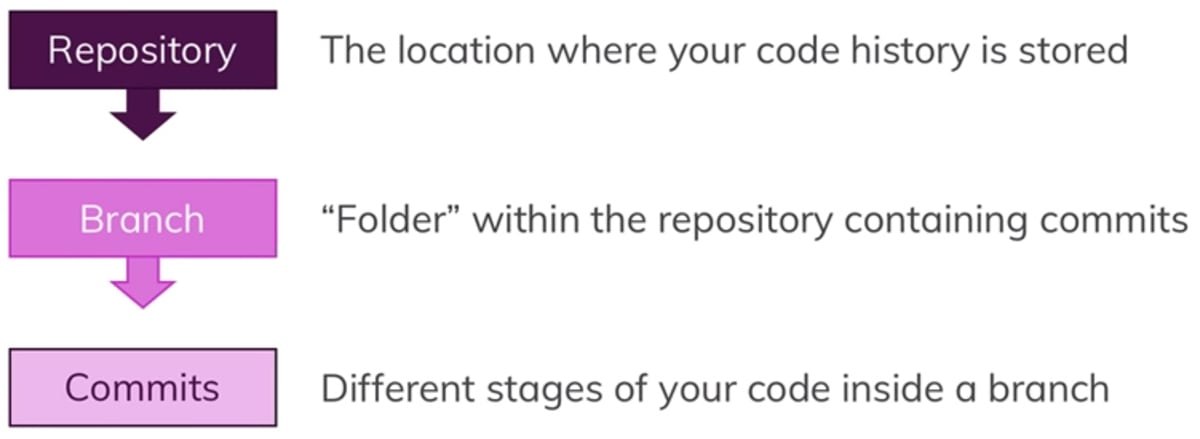 Repository
The location where your code history is stored
Branch
“Folder” within the repository containing commits
Commits
Different stages of your code inside a branch